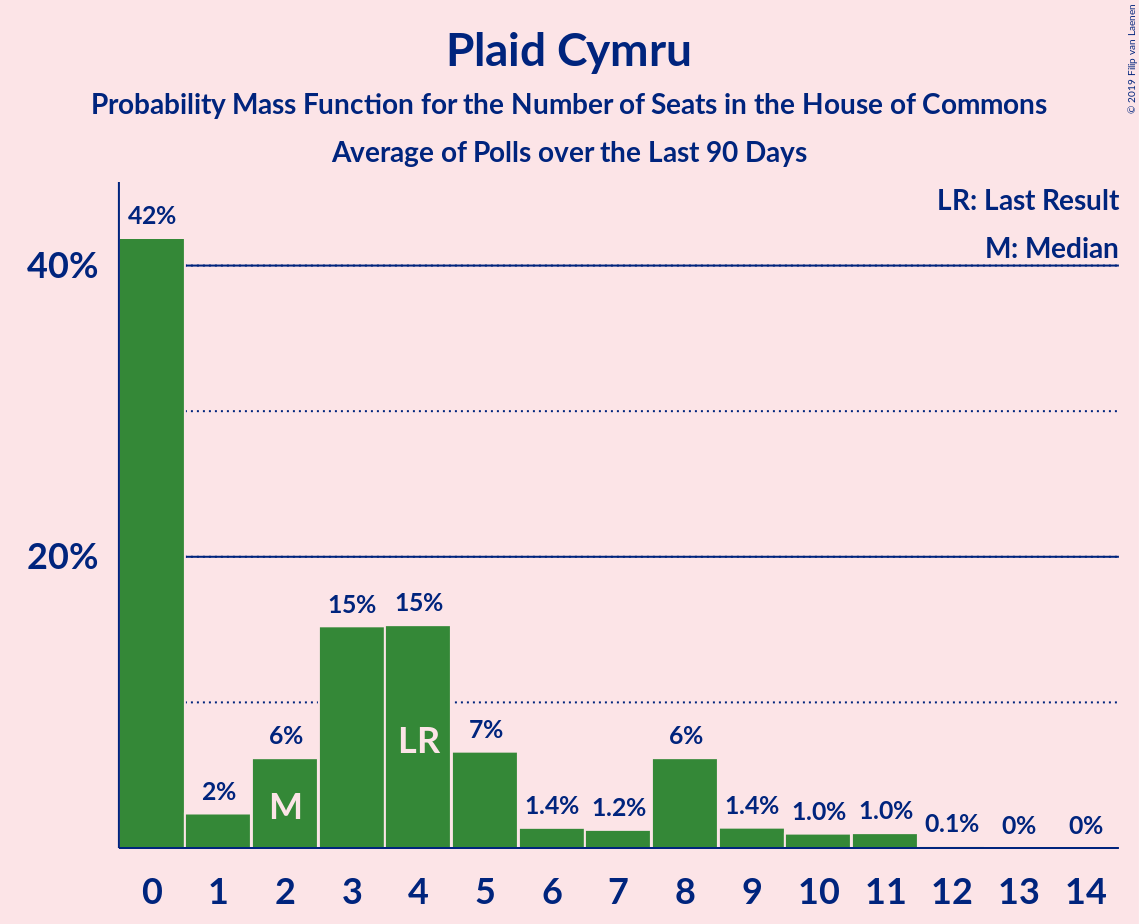 Plaid Cymru
Probability Mass Function for the Number of Seats in the House of Commons
Average of Polls over the Last 90 Days
© 2019 Filip van Laenen
LR: Last Result
M: Median
42%
40%
20%
15% 15%
LR
7%
6% 6%
M
2%
1.4% 1.2% 1.4% 1.0% 1.0% 0.1% 0% 0%
0 1 2 3 4 5 6 7 8 9 10 11 12 13 14